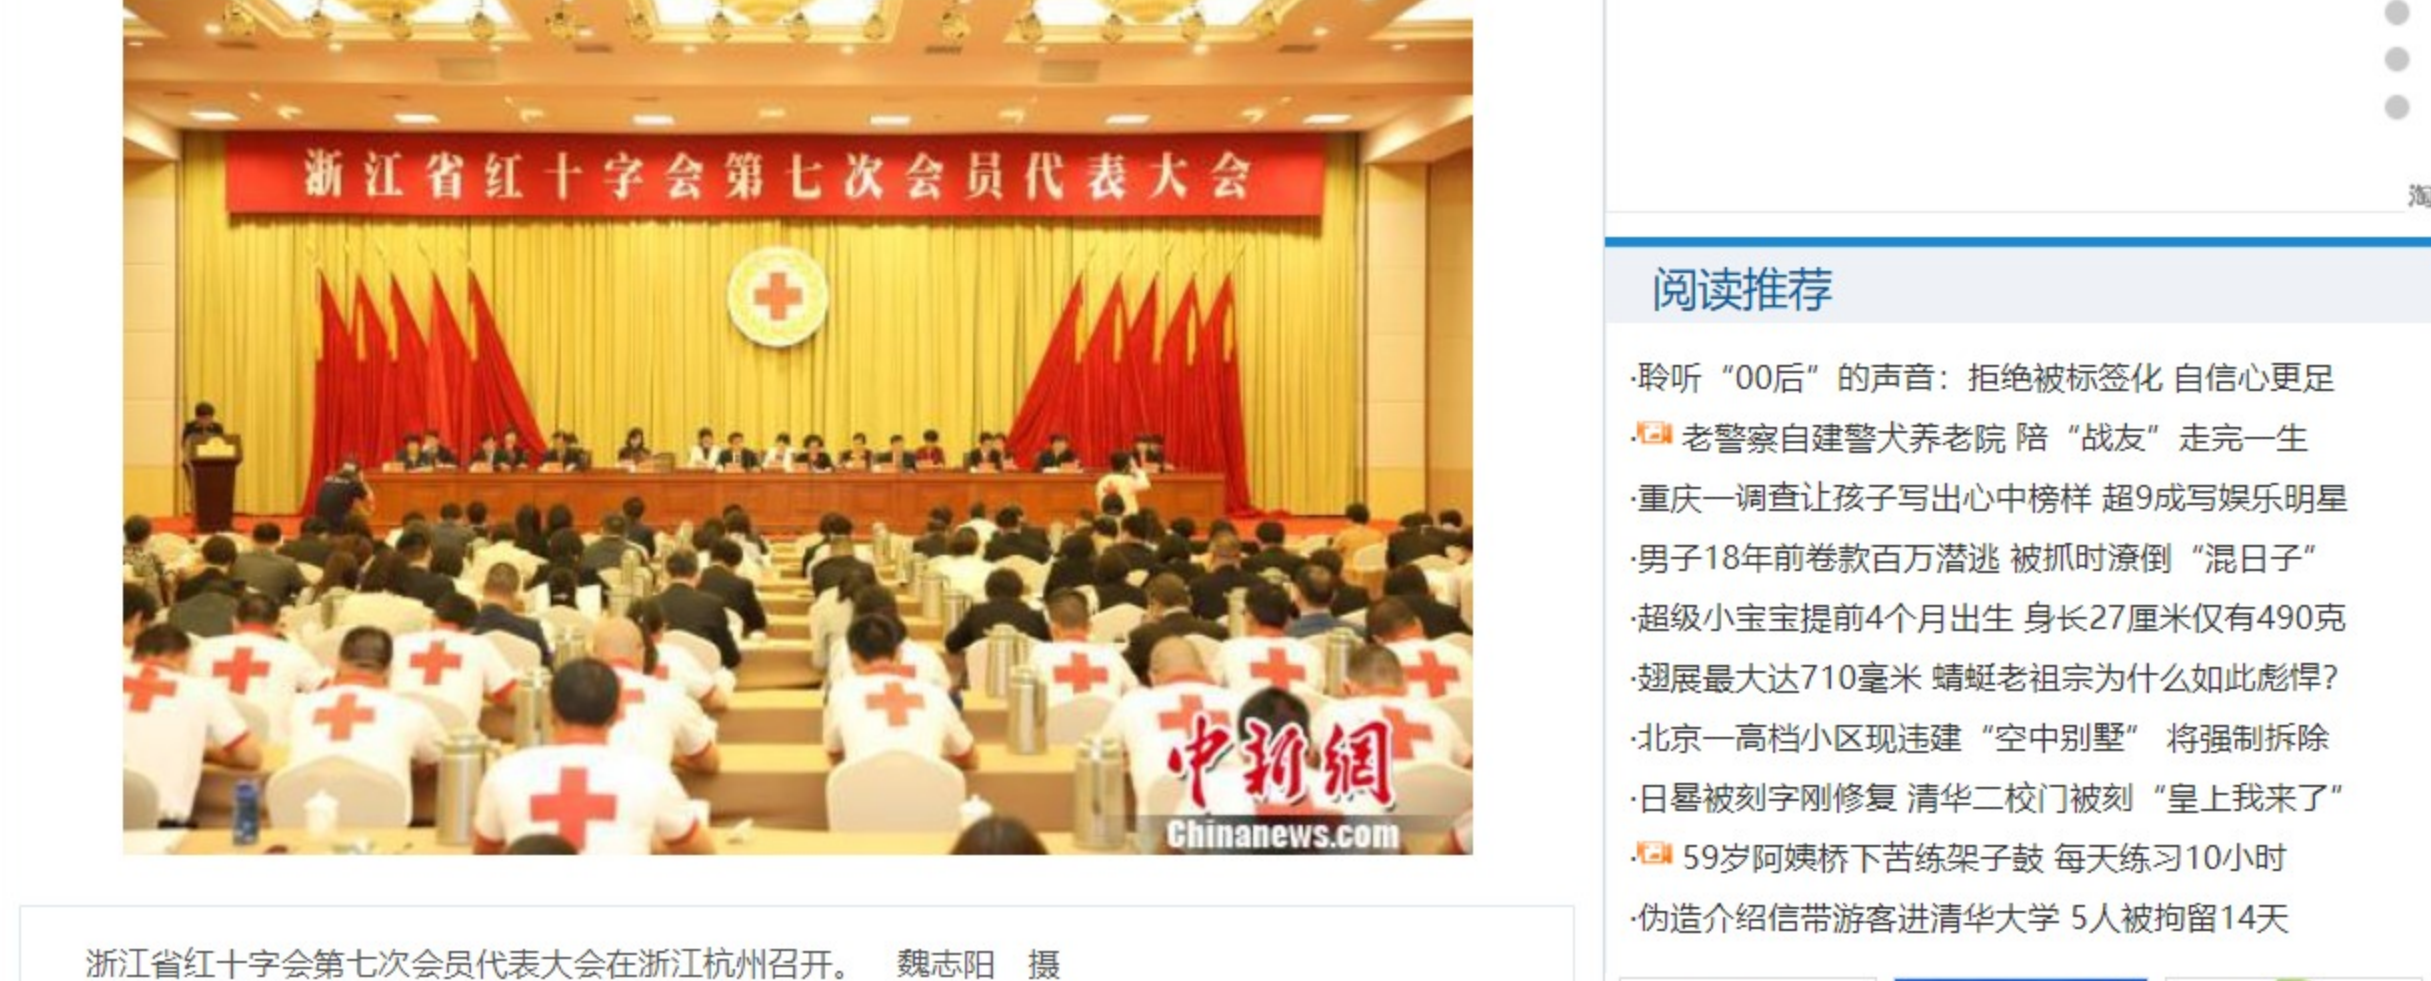 浙江省红十字会第七次会员代表大会
中新網
Chinanews.com
浙江省红十字会第七次会员代表大会在浙江杭州召开。 魏志阳 摄
阅读推荐
·聆听“00后”的声音：拒绝被标签化 自信心更足
·老警察自建警犬养老院 陪“战友”走完一生
·重庆一调查让孩子写出心中榜样 超9成写娱乐明星
·男子18年前卷款百万潜逃 被抓时潦倒“混日子”
·超级小宝宝提前4个月出生 身长27厘米仅有490克
·翅展最大达710毫米 蜻蜓老祖宗为什么如此彪悍？
·北京一高档小区现违建“空中别墅” 将强制拆除
·日晷被刻字刚修复 清华二校门被刻“皇上我来了”
·59岁阿姨桥下苦练架子鼓 每天练习10小时
·伪造介绍信带游客进清华大学 5人被拘留14天